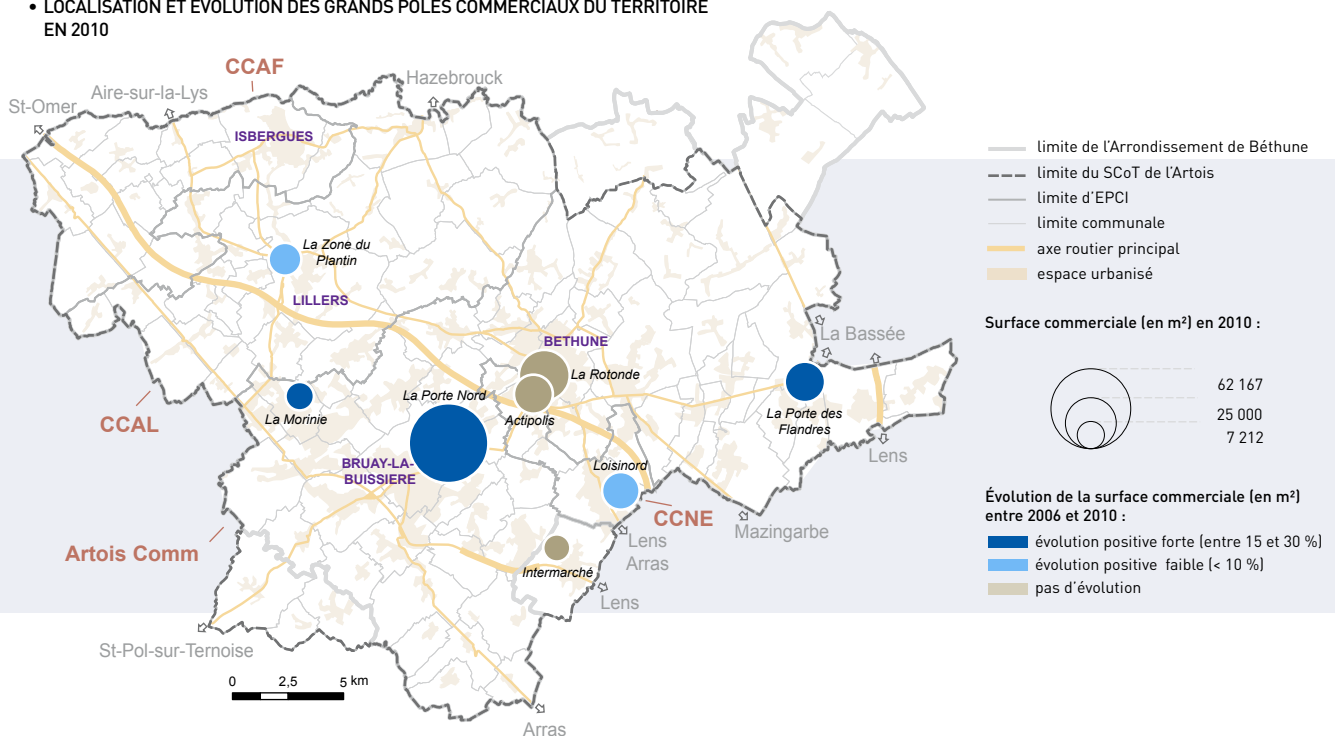 • LOCALISATION ET ÉVOLUTION DES GRANDS PÔLES COMMERCIAUX DU TERRITOIRE
EN 2010
CCAF
Hazebrouck
Aire-sur-la-Lys
St-Omer
ISBERGUES
La Zone du
Plantin
LILLERS
BETHUNE
La Bassée
La Rotonde
La Porte Nord
La Morinie
Actipolis
La Porte des
Flandres
CCAL
BRUAY-LA-
BUISSIERE
Loisinord
Lens
CCNE
Mazingarbe
Lens
Arras
Artois Comm
Intermarché
Lens
St-Pol-sur-Ternoise
0 2,5 5 km
Arras
limite de l'Arrondissement de Béthune
limite du SCoT de l'Artois
limite d'EPCI
limite communale
axe routier principal
espace urbanisé
Surface commerciale (en m²) en 2010 :
62 167
25 000
7 212
Évolution de la surface commerciale (en m²)
entre 2006 et 2010 :
évolution positive forte (entre 15 et 30 %)
évolution positive faible (< 10 %)
pas d'évolution